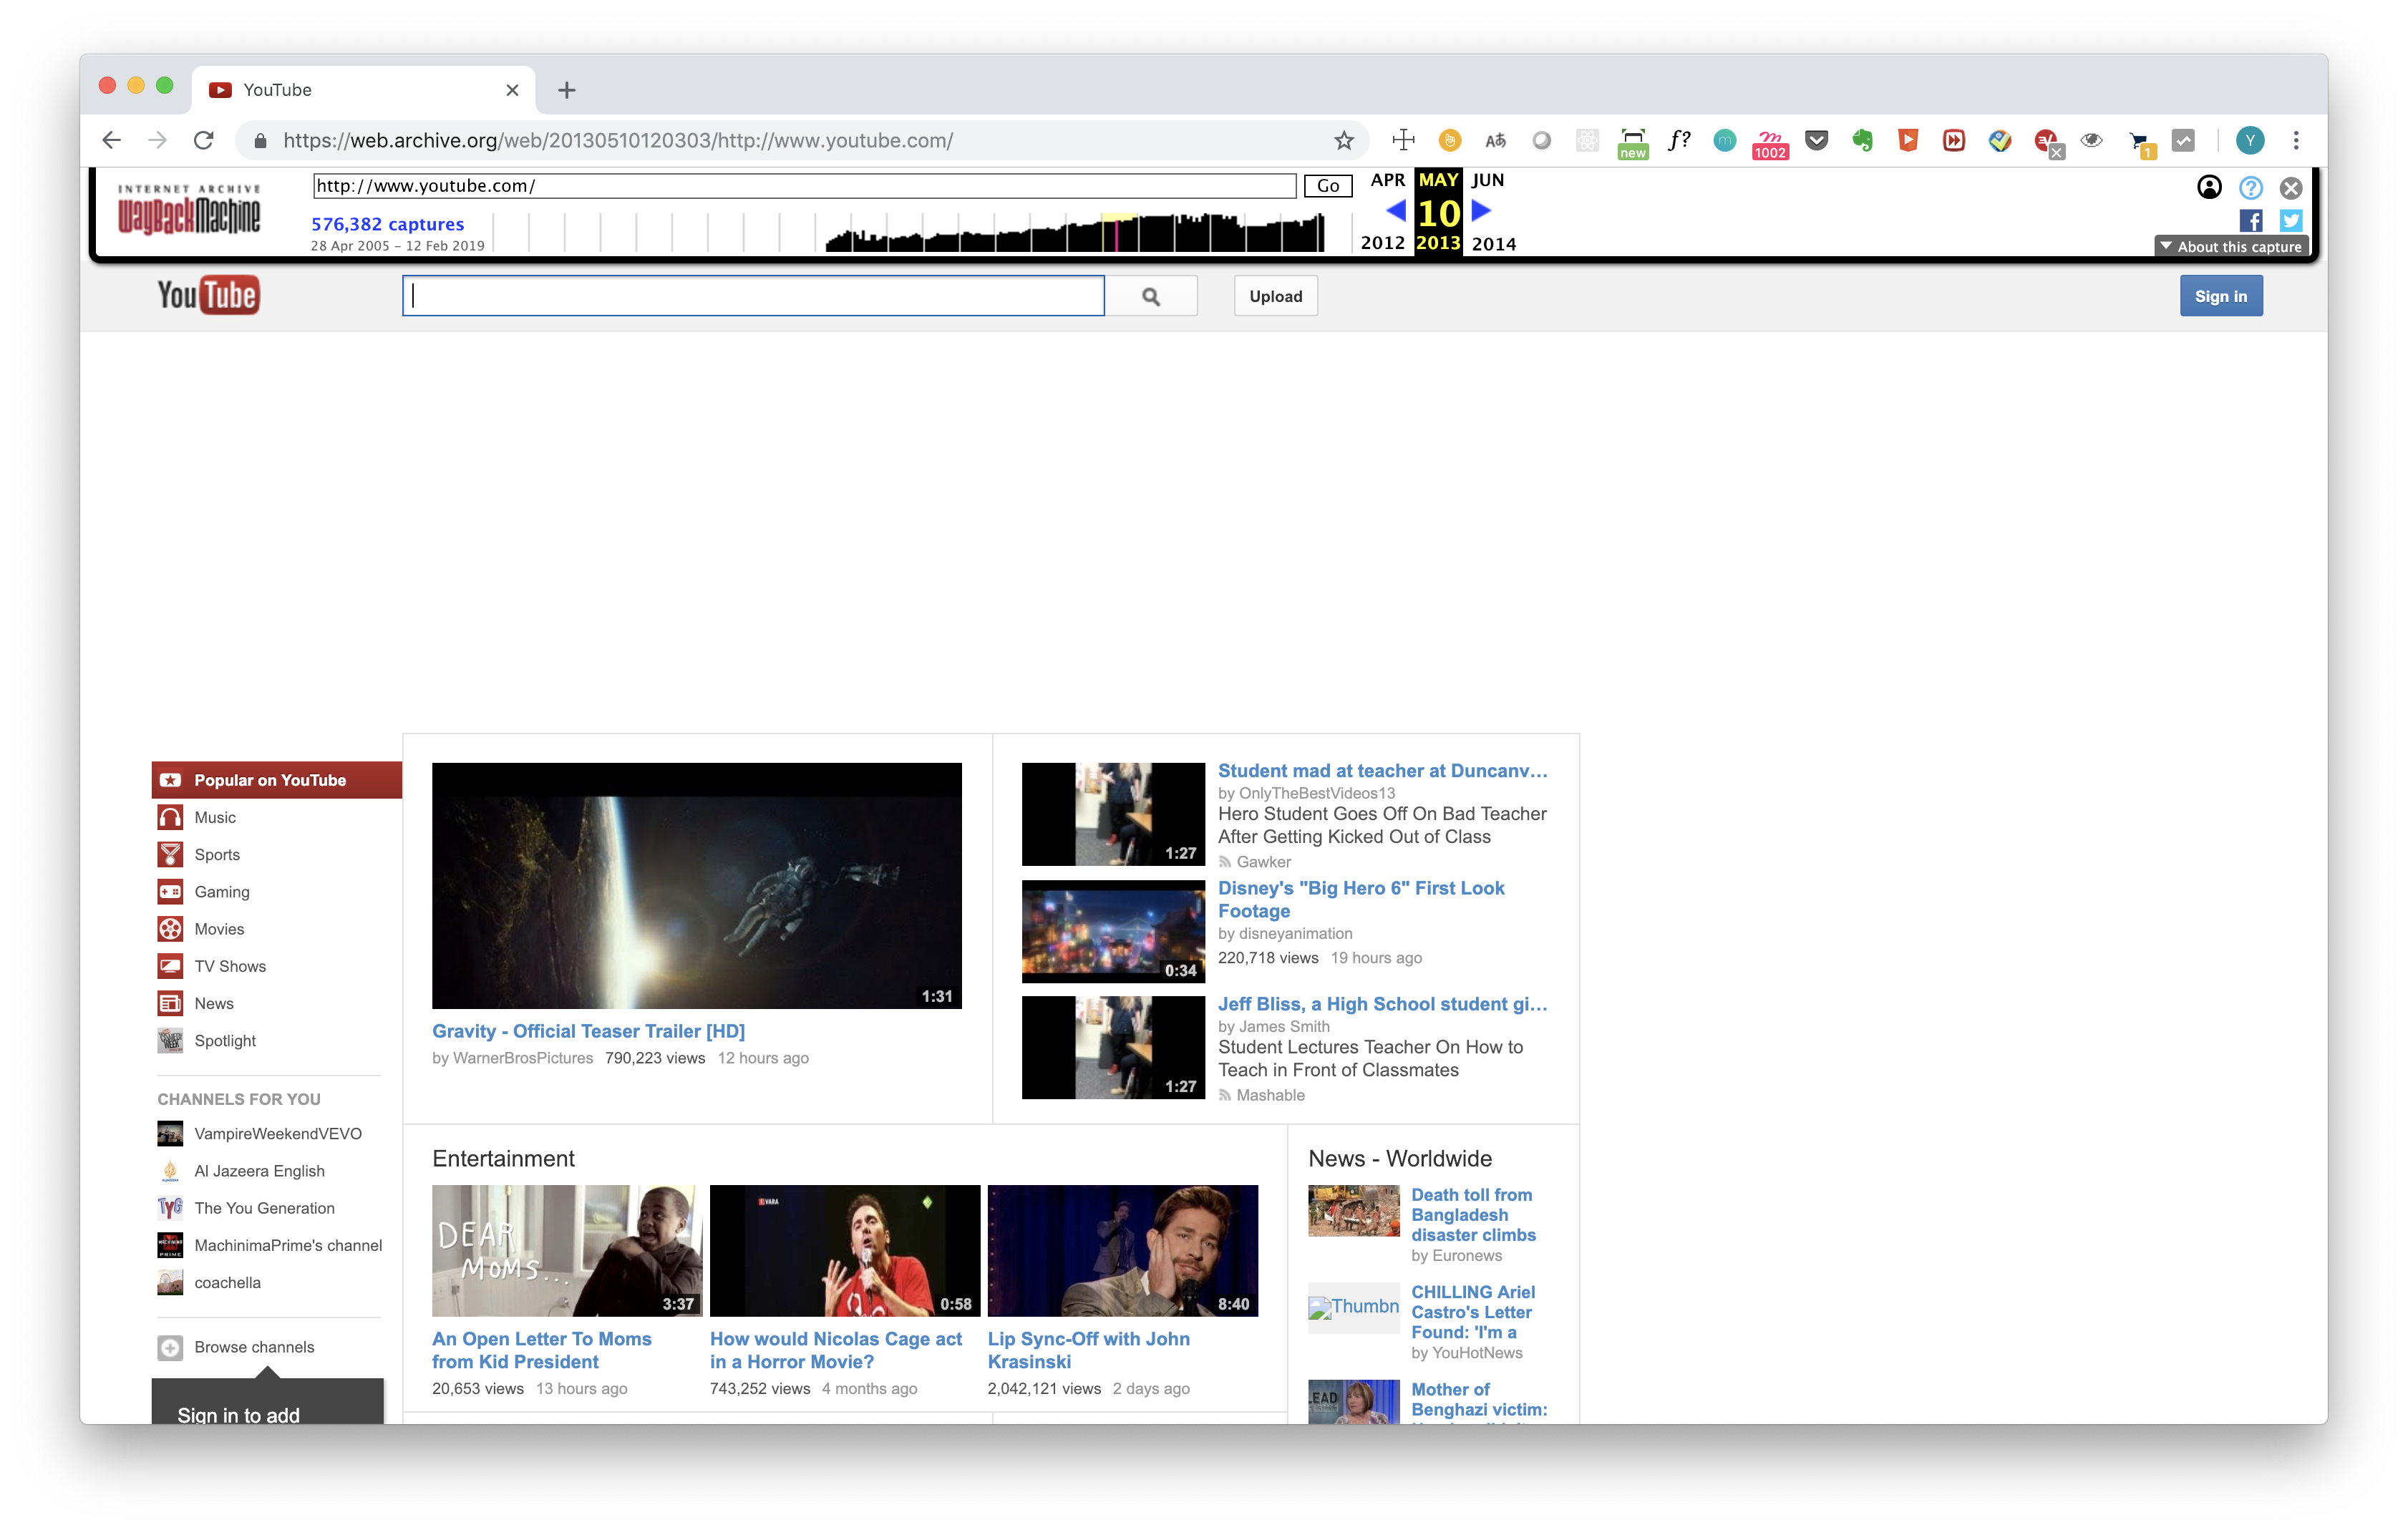 YouTube
https://web.archive.org/web/20130510120303/http://www.youtube.com/
new
f?
m
1002
1
Y
INTERNET ARCHIVE
WayBackMachine
http://www.youtube.com/
Go
APR MAY JUN
576,382 captures
10
28 Apr 2005 – 12 Feb 2019
2012 2013 2014
About this capture
YouTube
Upload
Sign in
Popular on YouTube
Music
Sports
Gaming
Movies
TV Shows
News
Spotlight
CHANNELS FOR YOU
VampireWeekendVEVO
Al Jazeera English
The You Generation
MachinimaPrime's channel
coachella
Browse channels
Sign in to add
1:31
Gravity - Official Teaser Trailer [HD]
by WarnerBrosPictures 790,223 views 12 hours ago
1:27
Student mad at teacher at Duncanv...
by OnlyTheBestVideos13
Hero Student Goes Off On Bad Teacher
After Getting Kicked Out of Class
Gawker
0:34
Disney's "Big Hero 6" First Look
Footage
by disneyanimation
220,718 views 19 hours ago
1:27
Jeff Bliss, a High School student gi...
by James Smith
Student Lectures Teacher On How to
Teach in Front of Classmates
Mashable
Entertainment
DEAR
MOMS...
3:37
An Open Letter To Moms
from Kid President
20,653 views 13 hours ago
VARA
0:58
How would Nicolas Cage act
in a Horror Movie?
743,252 views 4 months ago
8:40
Lip Sync-Off with John
Krasinski
2,042,121 views 2 days ago
News - Worldwide
Death toll from
Bangladesh
disaster climbs
by Euronews
Thumbn
CHILLING Ariel
Castro's Letter
Found: 'I'm a
by YouHotNews
LEAD
Mother of
Benghazi victim: